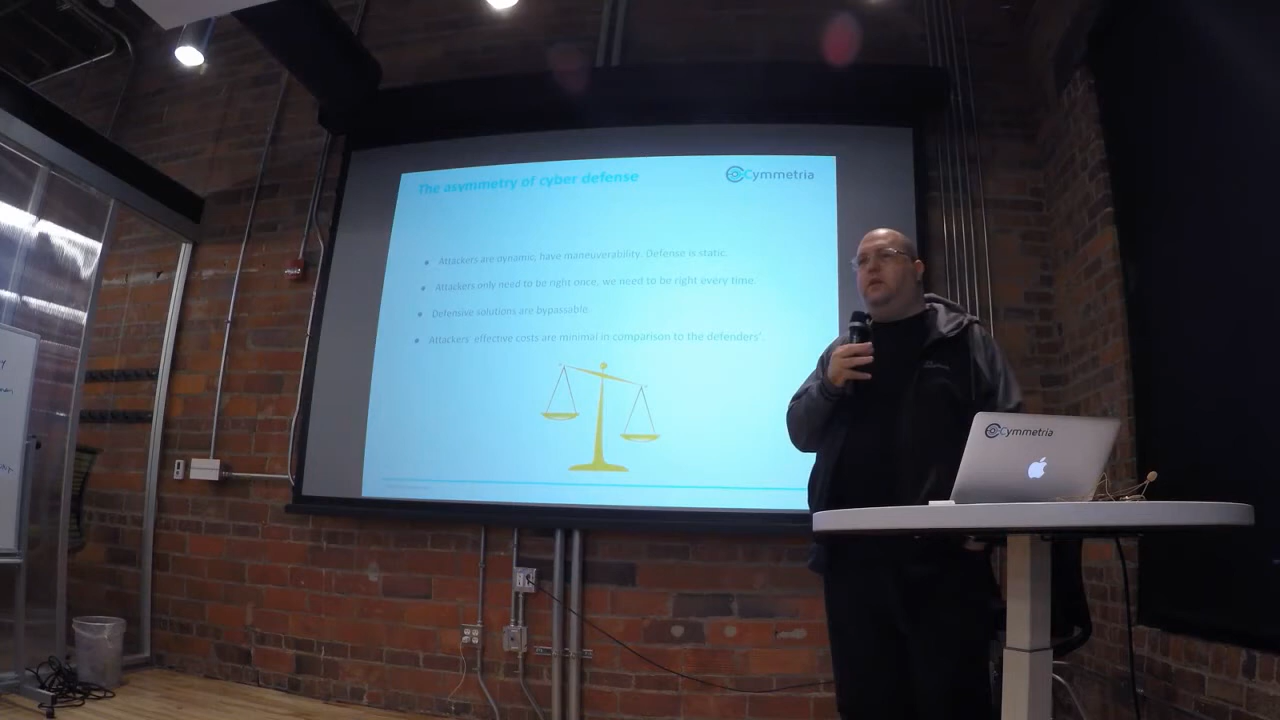 The asymmetry of cyber defense
Cymmetria
Attackers are dynamic, have maneuverability. Defense is static.
Attackers only need to be right once, we need to be right every time.
Defensive solutions are bypassable
Attackers' effective costs are minimal in comparison to the defenders'.
Cymmetria